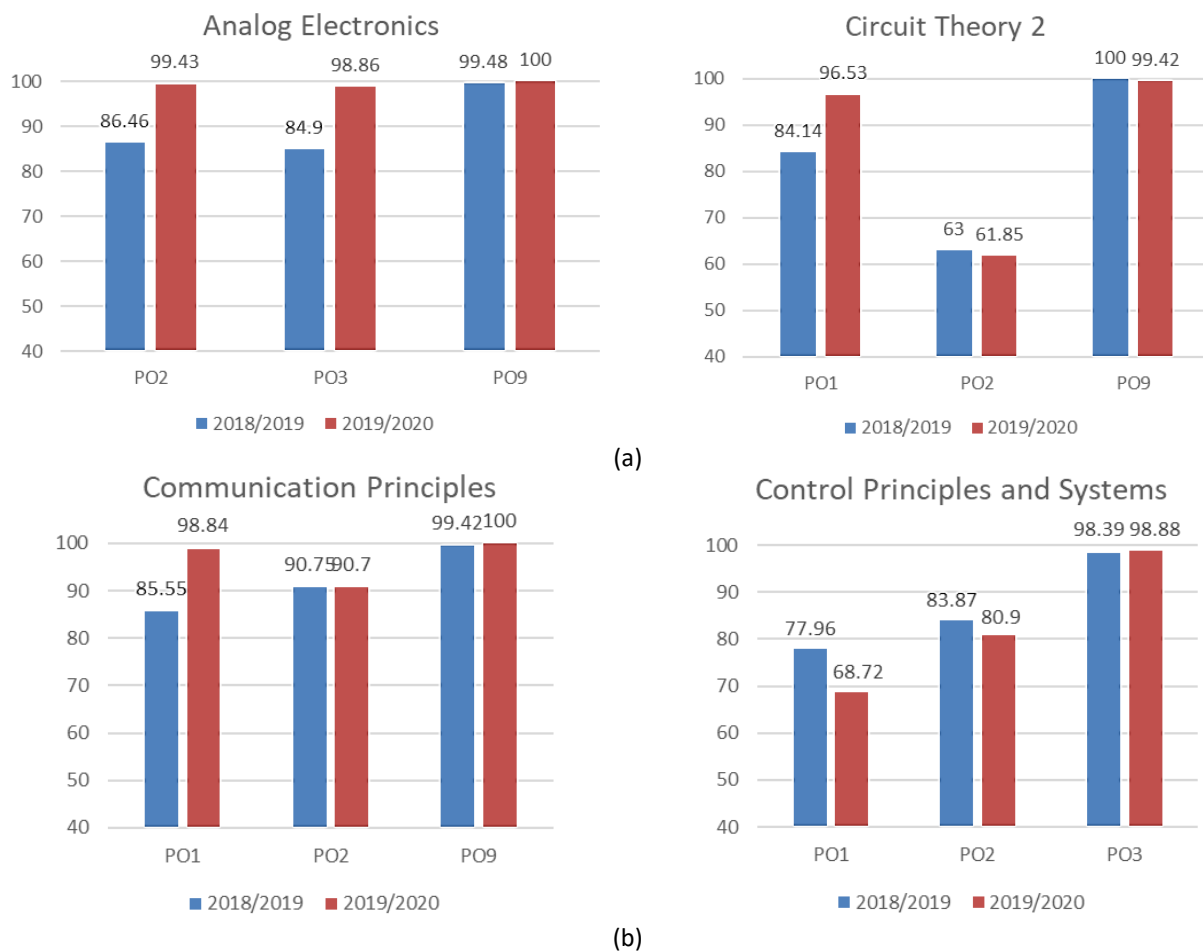 Analog Electronics
99.43 98.86 99.48 100
100
86.46 84.9
90
80
70
60
50
40
PO2 PO3 PO9
2018/2019 2019/2020
Circuit Theory 2
96.53 100 99.42
100
84.14
90
80
63 61.85
70
60
50
40
PO1 PO2 PO9
2018/2019 2019/2020
(a)
Communication Principles
98.84 99.42 100
100
85.55 90.75 90.7
90
80
70
60
50
40
PO1 PO2 PO9
2018/2019 2019/2020
Control Principles and Systems
98.39 98.88
100
83.87
90
77.96 80.9
80
68.72
70
60
50
40
PO1 PO2 PO3
2018/2019 2019/2020
(b)